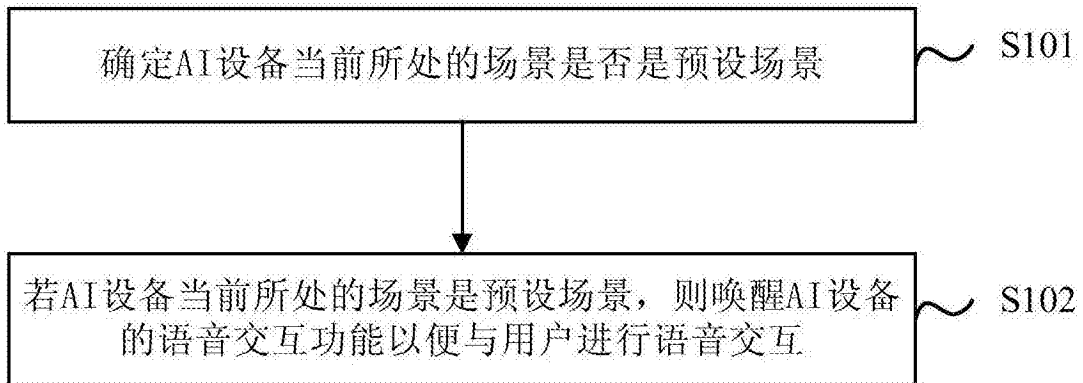 确定AI设备当前所处的场景是否是预设场景
S101
若AI设备当前所处的场景是预设场景，则唤醒AI设备
的语音交互功能以便与用户进行语音交互
S102